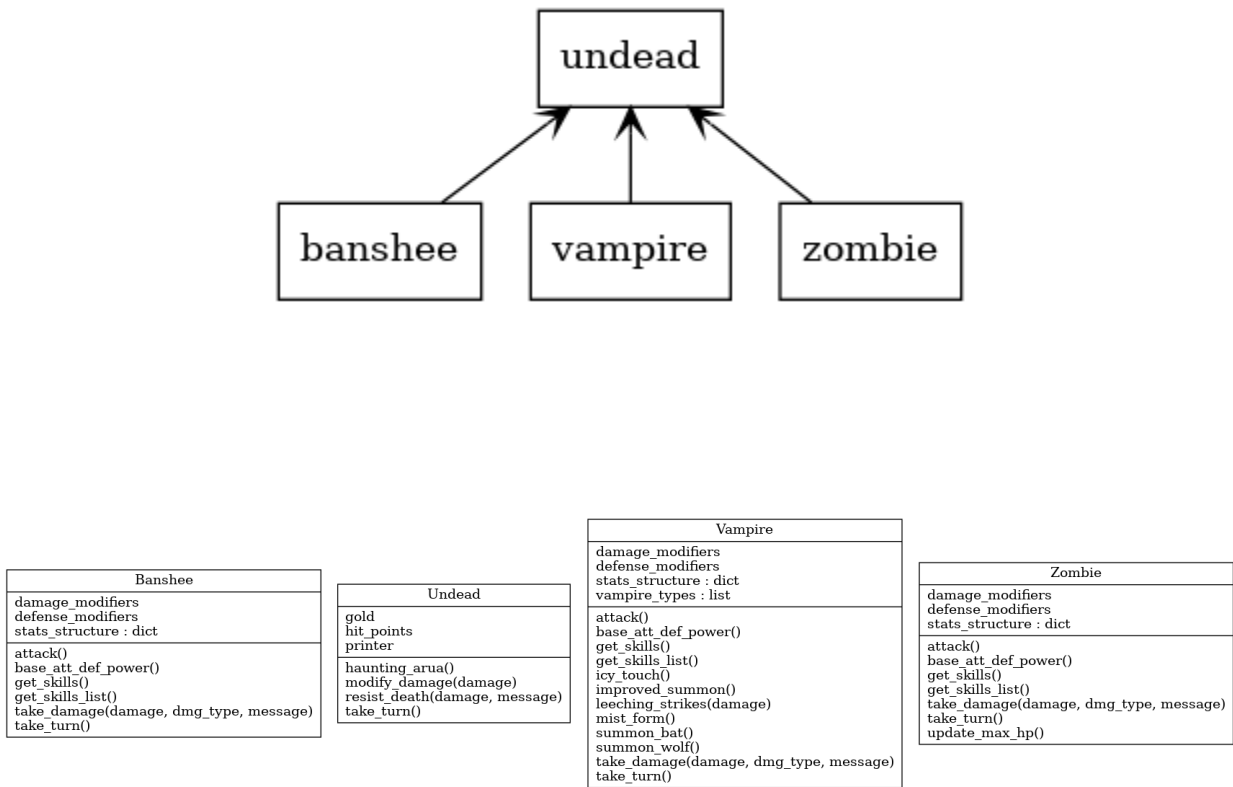 undead
banshee
vampire
zombie
Banshee
damage_modifiers
defense_modifiers
stats_structure : dict
attack()
base_att_def_power()
get_skills()
get_skills_list()
take_damage(damage, dmg_type, message)
take_turn()
Undead
gold
hit_points
printer
haunting_arua()
modify_damage(damage)
resist_death(damage, message)
take_turn()
Vampire
damage_modifiers
defense_modifiers
stats_structure : dict
vampire_types : list
attack()
base_att_def_power()
get_skills()
get_skills_list()
icy_touch()
improved_summon()
leeching_strikes(damage)
mist_form()
summon_bat()
summon_wolf()
take_damage(damage, dmg_type, message)
take_turn()
Zombie
damage_modifiers
defense_modifiers
stats_structure : dict
attack()
base_att_def_power()
get_skills()
get_skills_list()
take_damage(damage, dmg_type, message)
take_turn()
update_max_hp()